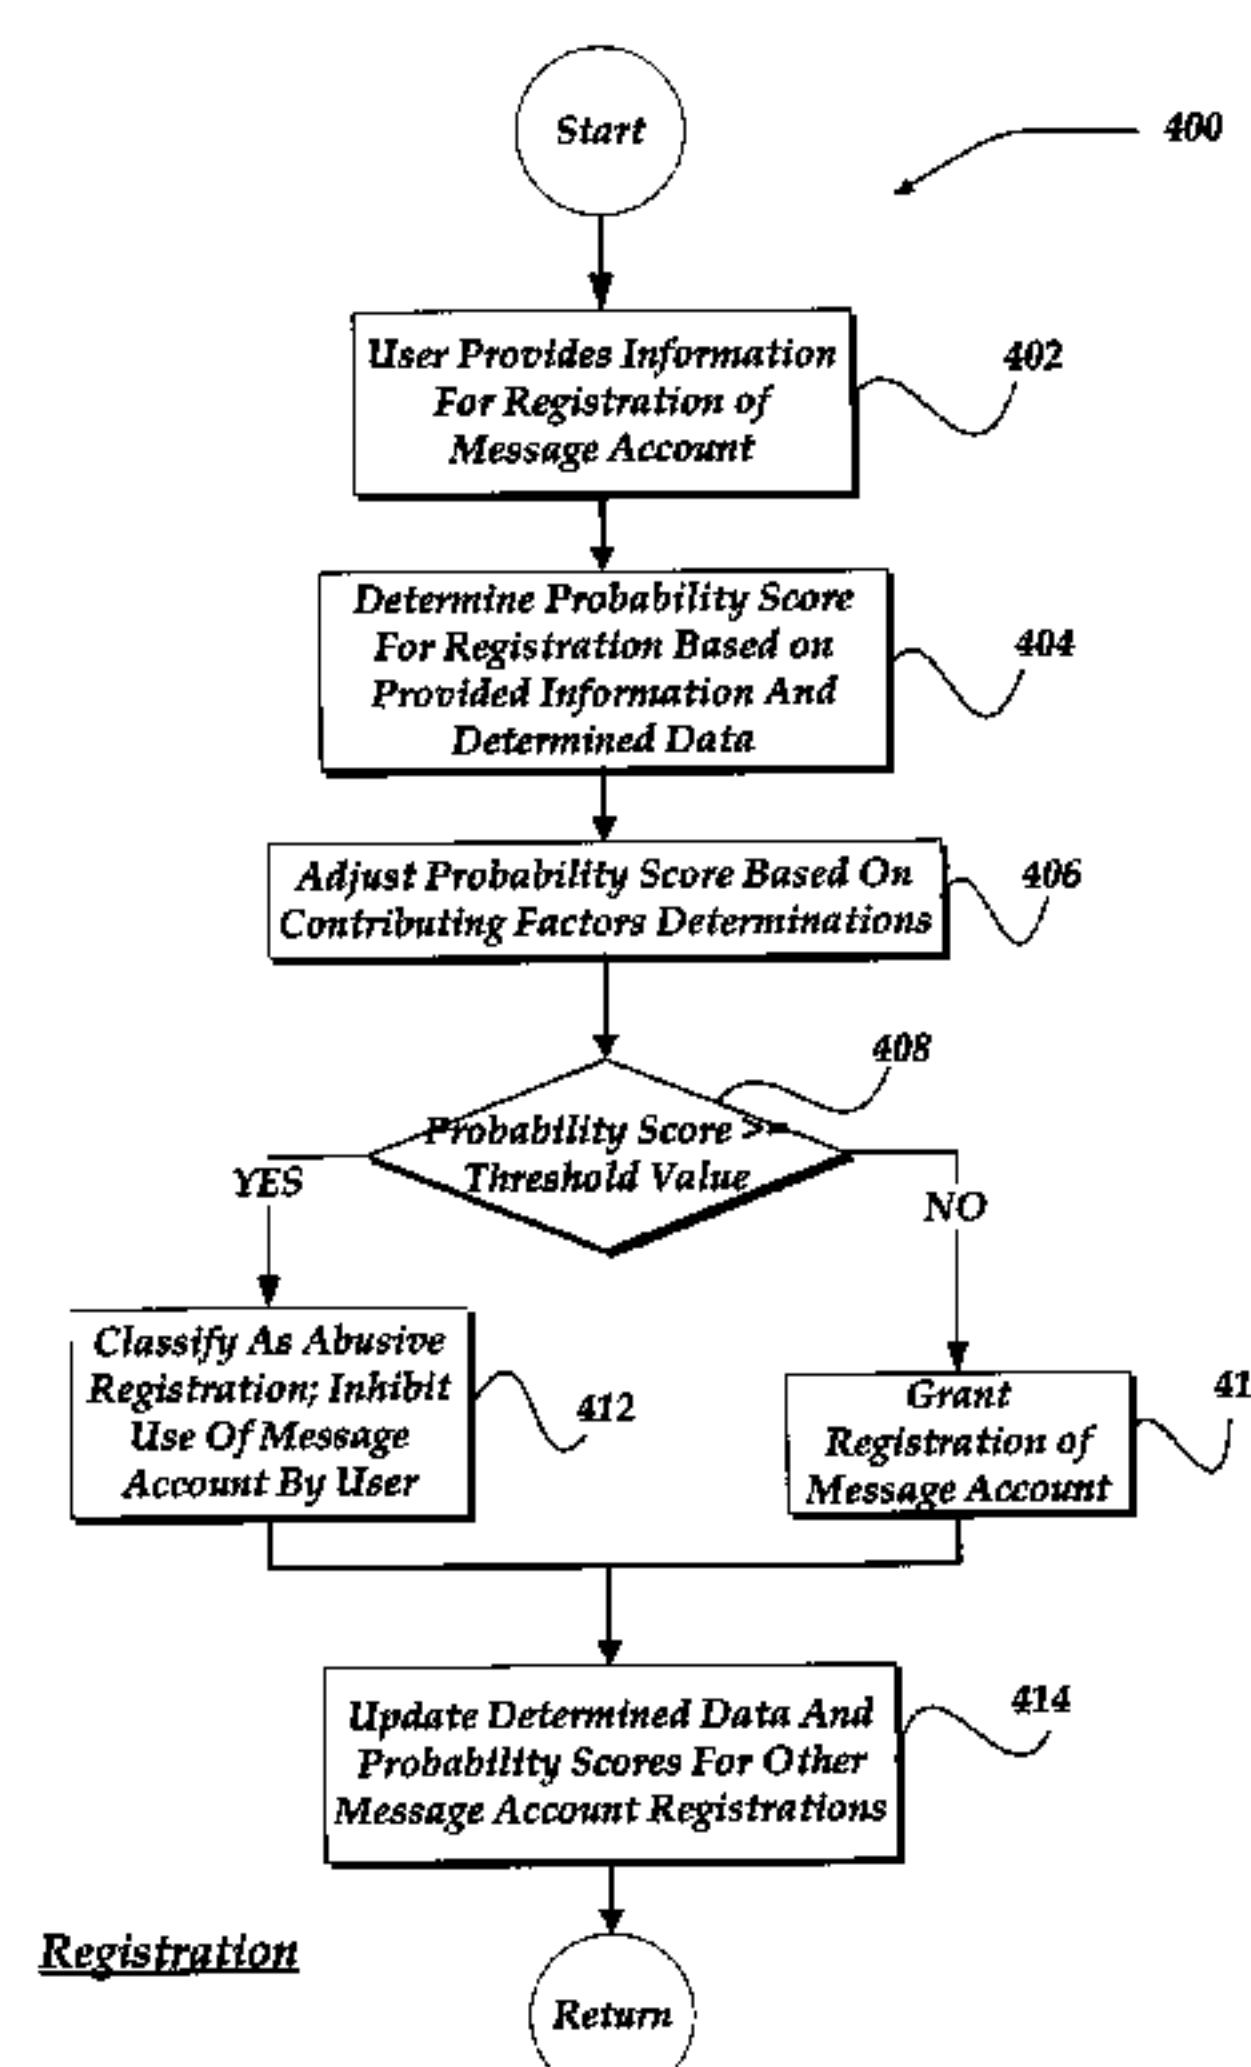 Start
400
User Provides Information
For Registration of
Message Account
402
Determine Probability Score
For Registration Based on
Provided Information And
Determined Data
404
Adjust Probability Score Based On
Contributing Factors Determinations
406
408
Probability Score >=
Threshold Value
YES
NO
Classify As Abusive
Registration; Inhibit
Use Of Message
Account By User
412
Grant
Registration of
Message Account
41
Update Determined Data And
Probability Scores For Other
Message Account Registrations
414
Registration
Return